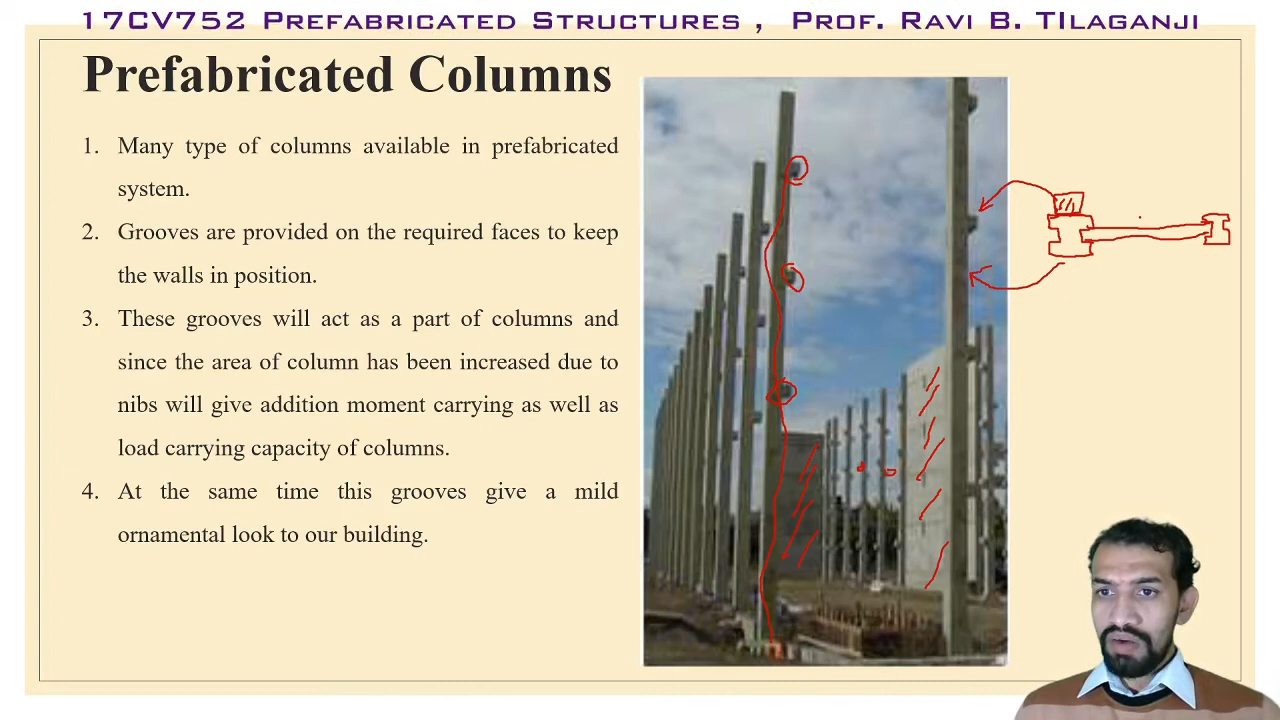 17CV752 PREFABRICATED STRUCTURES , PROF. RAVI B. TILAGANJI
Prefabricated Columns
1. Many type of columns available in prefabricated
system.
2. Grooves are provided on the required faces to keep
the walls in position.
3. These grooves will act as a part of columns and
since the area of column has been increased due to
nibs will give addition moment carrying as well as
load carrying capacity of columns.
4. At the same time this grooves give a mild
ornamental look to our building.